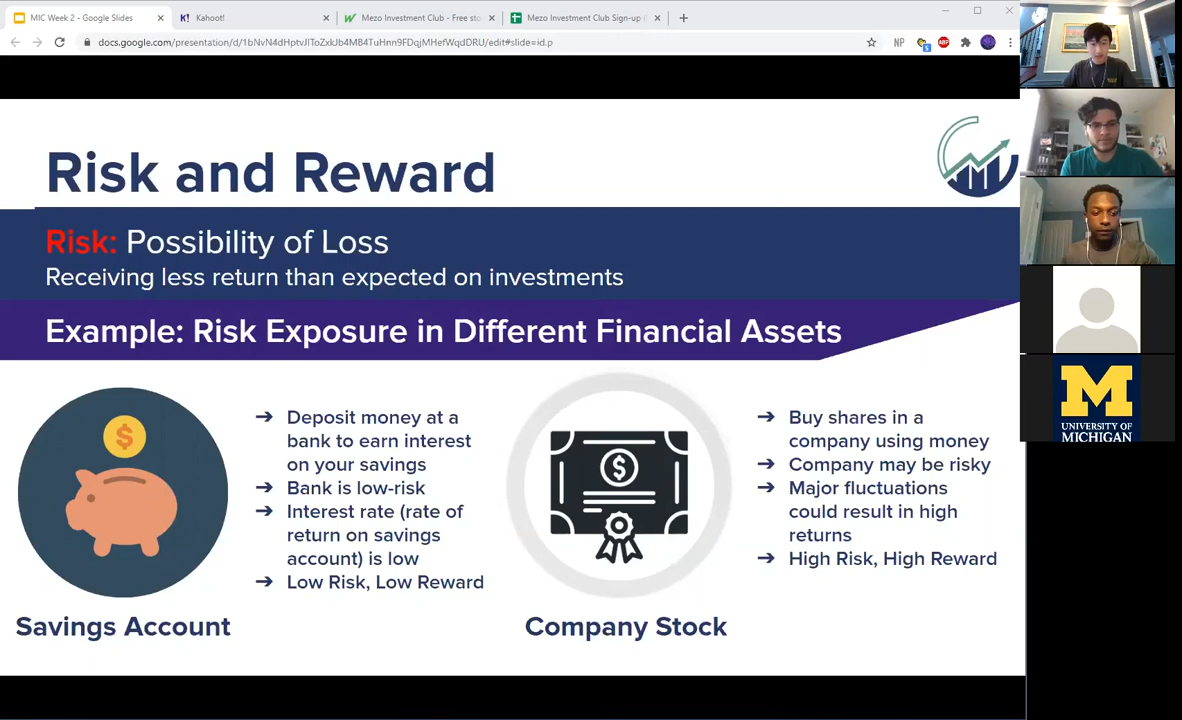 MIC Week 2 - Google Slides
Kahoot!
Mezo Investment Club - Free sto
Mezo Investment Club Sign-up (
docs.google.com/presentation/d/1bNvN4dHptvJlToZxkJb4MB4TuHnn9FDqjMHefWqdDRU/edit#slide=id.p
NP
ABP
Risk and Reward
Risk: Possibility of Loss
Receiving less return than expected on investments
Example: Risk Exposure in Different Financial Assets
➔ Deposit money at a
bank to earn interest
on your savings
➔ Bank is low-risk
➔ Interest rate (rate of
return on savings
account) is low
➔ Low Risk, Low Reward
Savings Account
➔ Buy shares in a
company using money
➔ Company may be risky
➔ Major fluctuations
could result in high
returns
➔ High Risk, High Reward
Company Stock
M
UNIVERSITY OF
MICHIGAN